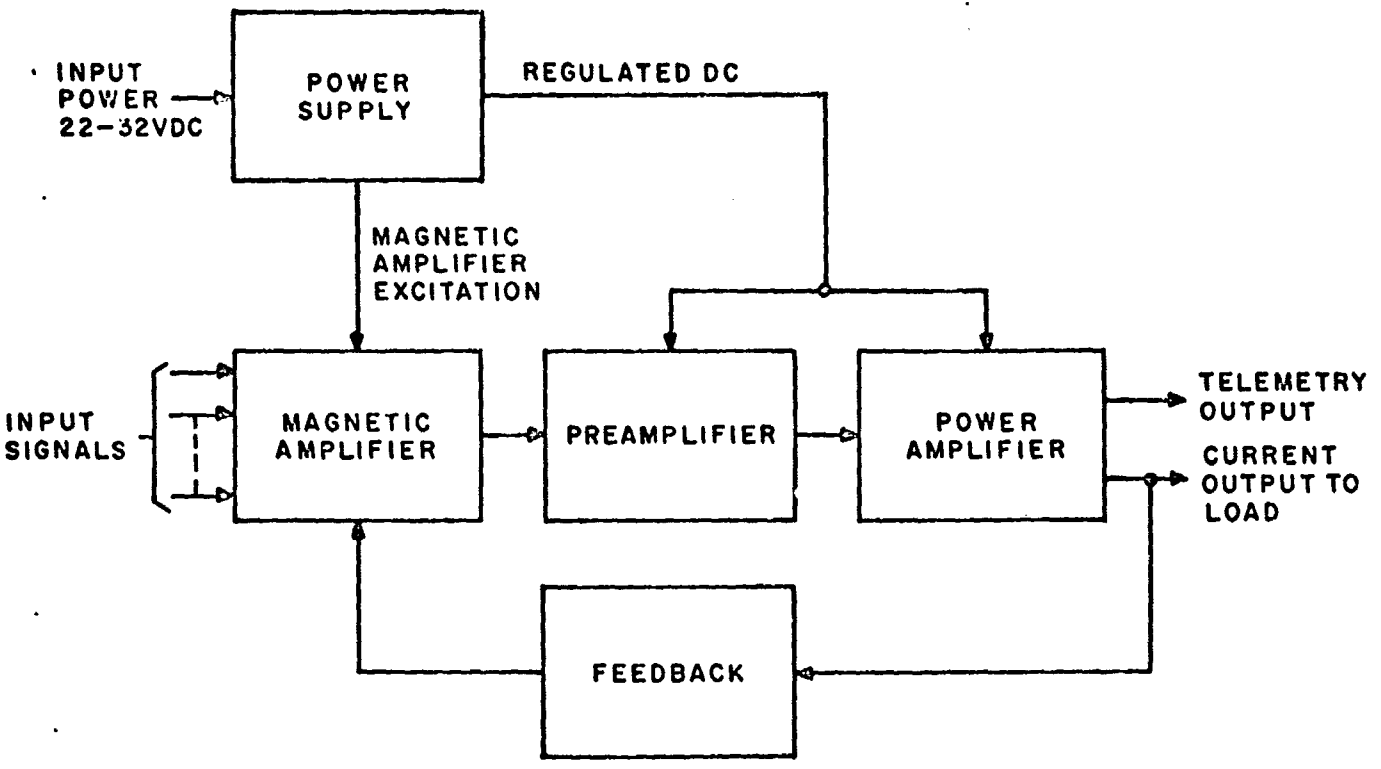 INPUT
POWER
22-32VDC
POWER
SUPPLY
REGULATED DC
MAGNETIC
AMPLIFIER
EXCITATION
INPUT
SIGNALS
MAGNETIC
AMPLIFIER
PREAMPLIFIER
POWER
AMPLIFIER
TELEMETRY
OUTPUT
CURRENT
OUTPUT TO
LOAD
FEEDBACK